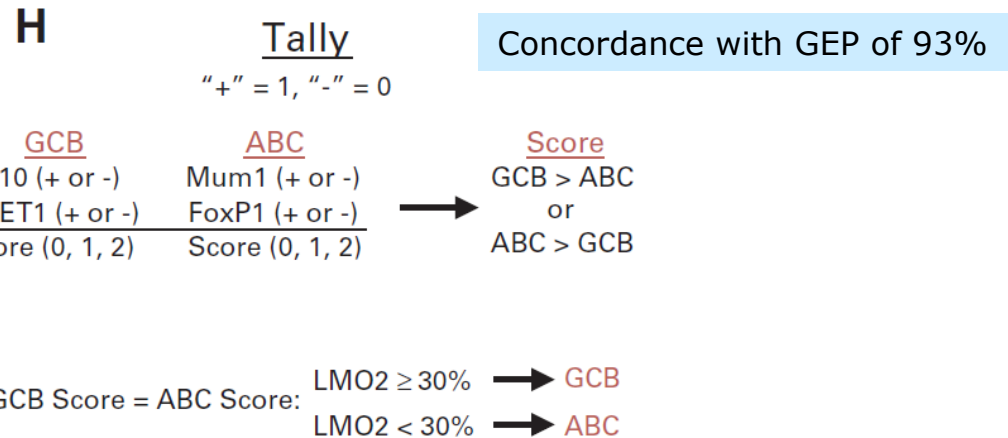 H
Tally
Concordance with GEP of 93%
"+" = 1, "-" = 0
GCB ABC Score
10 (+ or -) Mum1 (+ or -) GCB > ABC
ET1 (+ or -) FoxP1 (+ or -) or
ore (0, 1, 2) Score (0, 1, 2) ABC > GCB
GCB Score = ABC Score:
LMO2 ≥ 30% GCB
LMO2 < 30% ABC